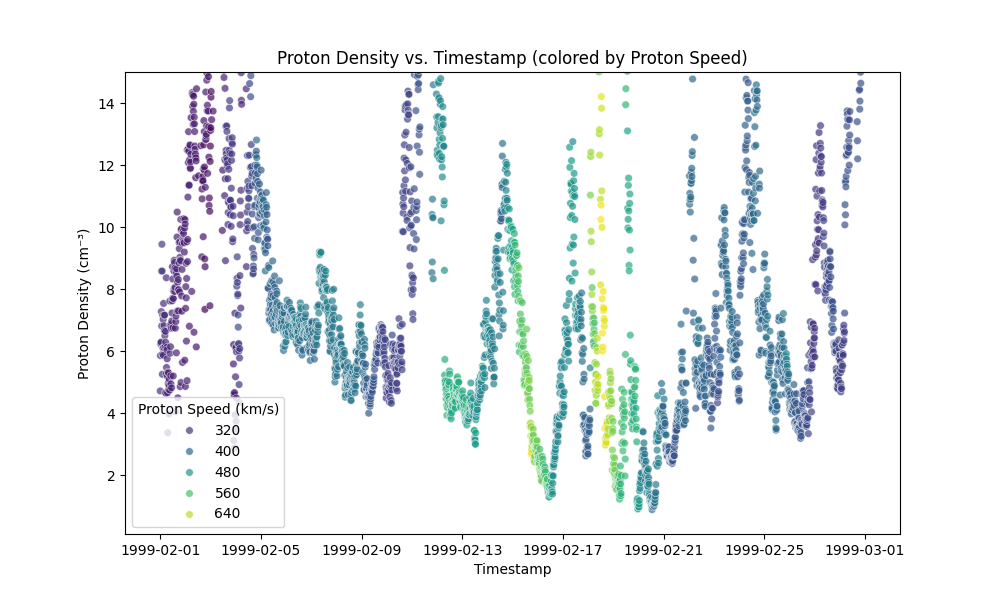 Proton Density vs. Timestamp (colored by Proton Speed)
14
12
10
8
6
4
2
Proton Density (cm⁻³)
Proton Speed (km/s)
320
400
480
560
640
1999-02-01 1999-02-05 1999-02-09 1999-02-13 1999-02-17 1999-02-21 1999-02-25 1999-03-01
Timestamp